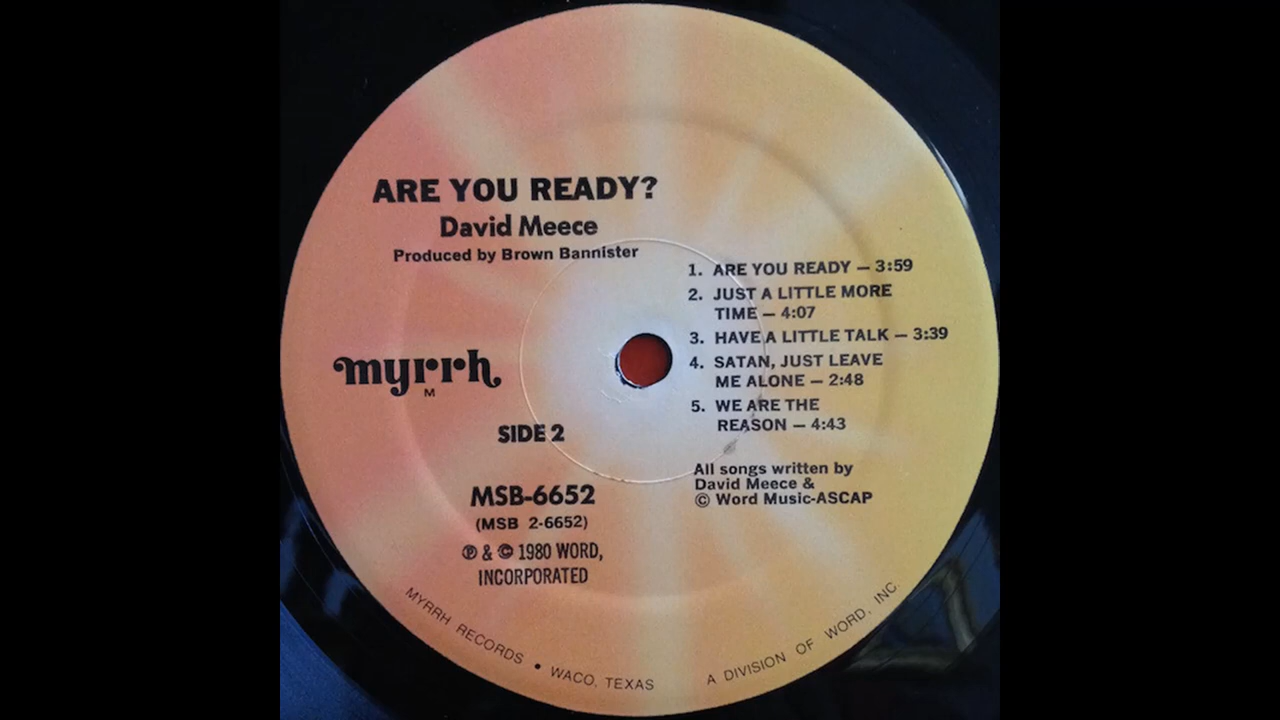 ARE YOU READY?
David Meece
Produced by Brown Bannister
myrrh
M
SIDE 2
MSB-6652
(MSB 2-6652)
℗ & © 1980 WORD,
INCORPORATED
1. ARE YOU READY — 3:59
2. JUST A LITTLE MORE
TIME — 4:07
3. HAVE A LITTLE TALK — 3:39
4. SATAN, JUST LEAVE
ME ALONE — 2:48
5. WE ARE THE
REASON — 4:43
All songs written by
David Meece &
© Word Music-ASCAP
MYRRH RECORDS • WACO, TEXAS A DIVISION OF WORD, INC.